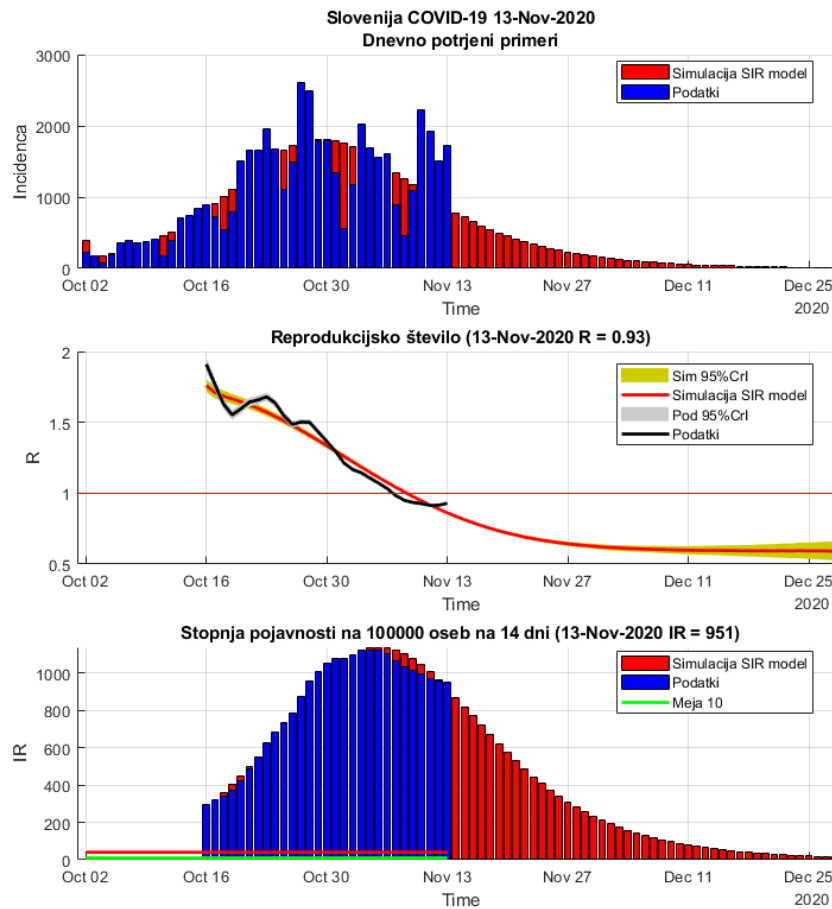 Slovenija COVID-19 13-Nov-2020
Dnevno potrjeni primeri
3000
2000
1000
0
Incidenca
Simulacija SIR model
Podatki
Oct 02 Oct 16 Oct 30 Nov 13 Nov 27 Dec 11 Dec 25
Time
2020
Reprodukcijsko število (13-Nov-2020 R = 0.93)
2
1.5
1
0.5
R
Sim 95%CrI
Simulacija SIR model
Pod 95%CrI
Podatki
Oct 02 Oct 16 Oct 30 Nov 13 Nov 27 Dec 11 Dec 25
Time
2020
Stopnja pojavnosti na 100000 oseb na 14 dni (13-Nov-2020 IR = 951)
1000
800
600
400
200
0
IR
Simulacija SIR model
Podatki
Meja 10
Oct 02 Oct 16 Oct 30 Nov 13 Nov 27 Dec 11 Dec 25
Time
2020